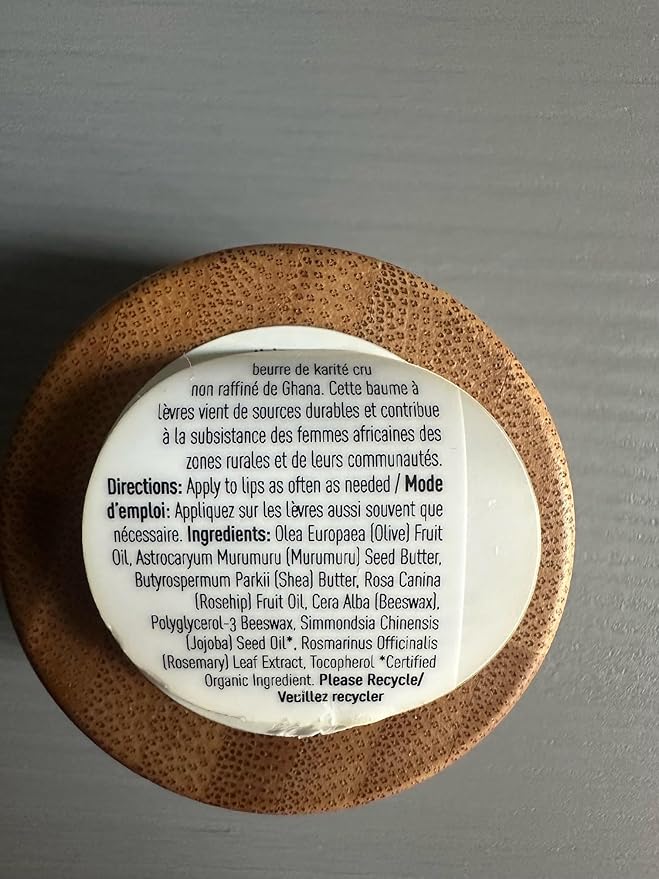 beurre de karité cru
non raffiné de Ghana. Cette baume à
lèvres vient de sources durables et contribue
à la subsistance des femmes africaines des
zones rurales et de leurs communautés.
Directions: Apply to lips as often as needed / Mode
d'emploi: Appliquez sur les lèvres aussi souvent que
nécessaire. Ingredients: Olea Europaea (Olive) Fruit
Oil, Astrocaryum Murumuru (Murumuru) Seed Butter,
Butyrospermum Parkii (Shea) Butter, Rosa Canina
(Rosehip) Fruit Oil, Cera Alba (Beeswax),
Polyglycerol-3 Beeswax, Simmondsia Chinensis
(Jojoba) Seed Oil*, Rosmarinus Officinalis
(Rosemary) Leaf Extract, Tocopherol *Certified
Organic Ingredient. Please Recycle/
Veuillez recycler